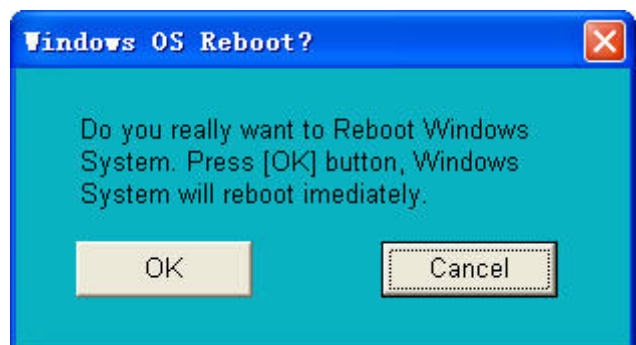 Windows OS Reboot?
Do you really want to Reboot Windows
System. Press [OK] button, Windows
System will reboot imediately.
OK
Cancel